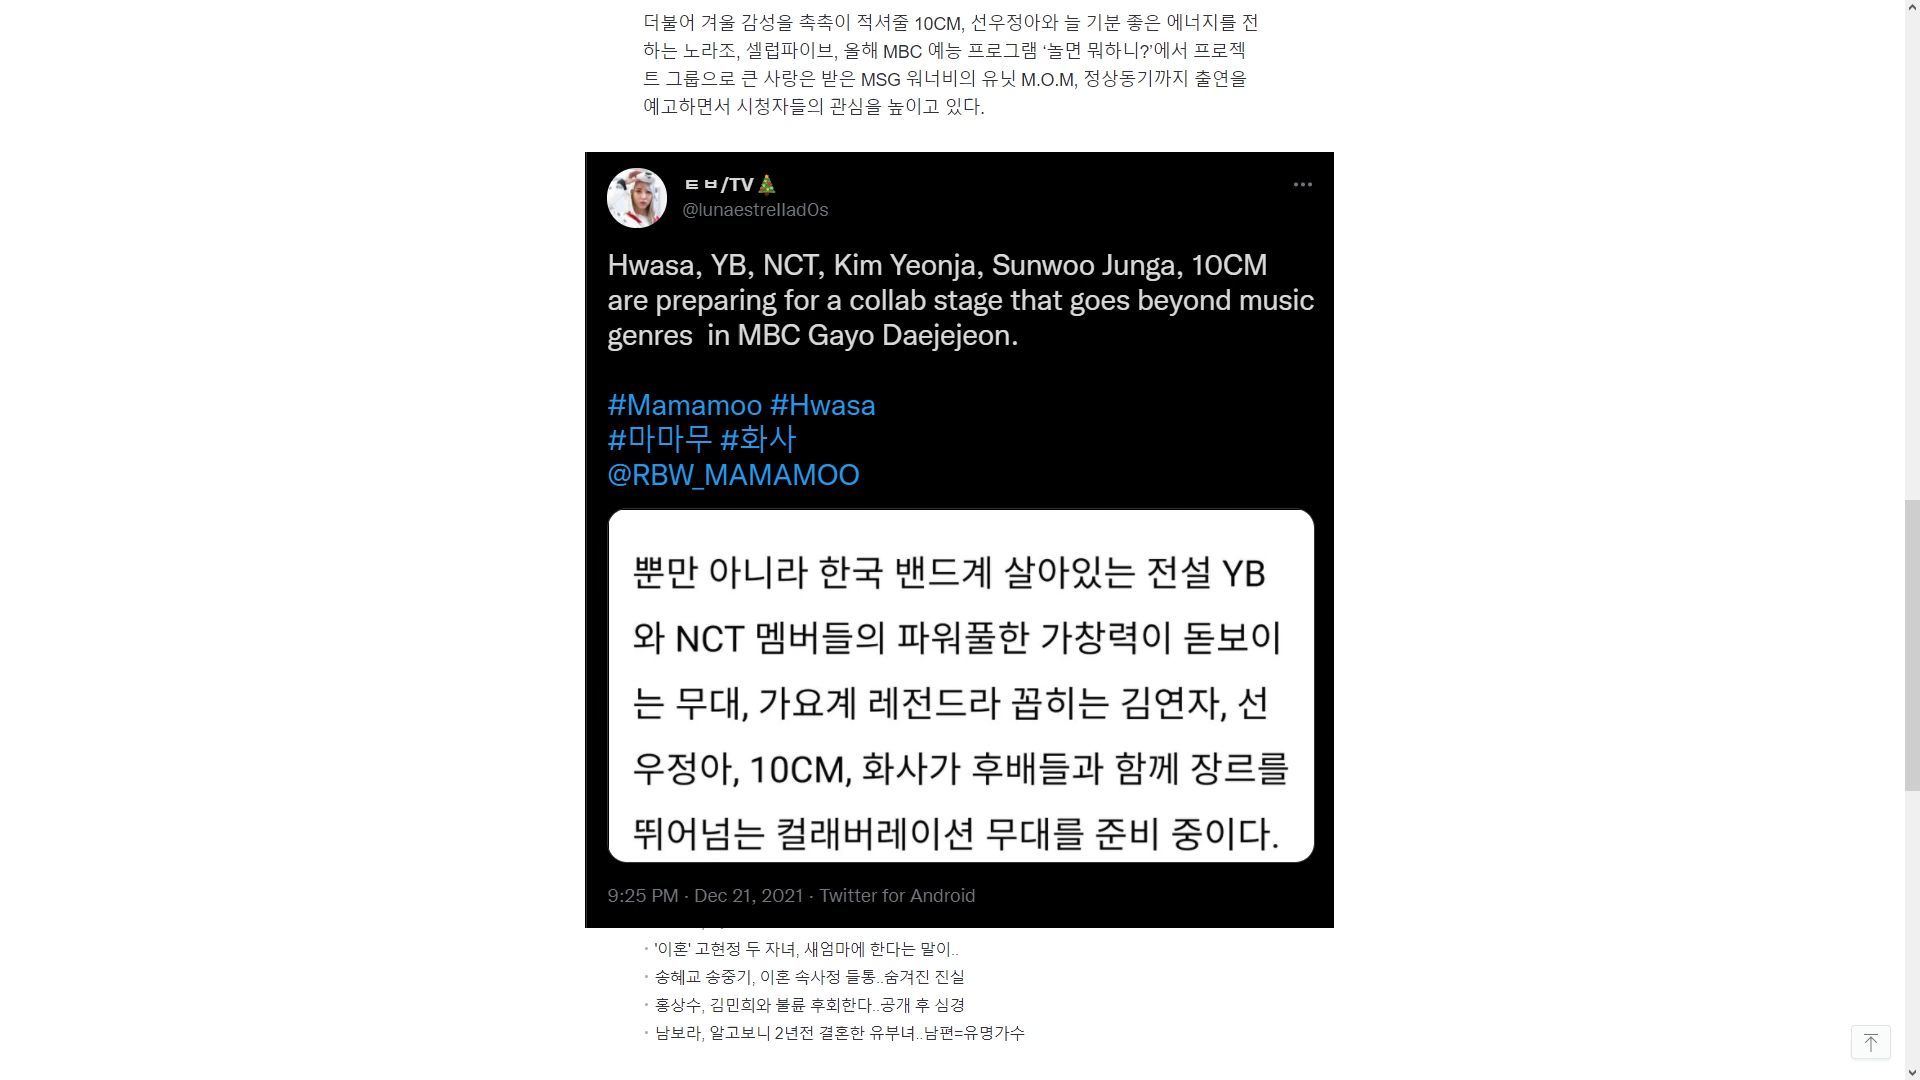 더불어 겨울 감성을 촉촉이 적셔줄 10CM, 선우정아와 늘 기분 좋은 에너지를 전
하는 노라조, 셀럽파이브, 올해 MBC 예능 프로그램 ‘놀면 뭐하니?’에서 프로젝
트 그룹으로 큰 사랑은 받은 MSG 워너비의 유닛 M.O.M, 정상동기까지 출연을
예고하면서 시청자들의 관심을 높이고 있다.
ㅌㅂ/TV🎄
@lunaestrellad0s
Hwasa, YB, NCT, Kim Yeonja, Sunwoo Junga, 10CM
are preparing for a collab stage that goes beyond music
genres  in MBC Gayo Daejejeon.
#Mamamoo #Hwasa
#마마무 #화사
@RBW_MAMAMOO
뿐만 아니라 한국 밴드계 살아있는 전설 YB
와 NCT 멤버들의 파워풀한 가창력이 돋보이
는 무대, 가요계 레전드라 꼽히는 김연자, 선
우정아, 10CM, 화사가 후배들과 함께 장르를
뛰어넘는 컬래버레이션 무대를 준비 중이다.
9:25 PM · Dec 21, 2021 · Twitter for Android
· '이혼' 고현정 두 자녀, 새엄마에 한다는 말이..
· 송혜교 송중기, 이혼 속사정 들통..숨겨진 진실
· 홍상수, 김민희와 불륜 후회한다..공개 후 심경
· 남보라, 알고보니 2년전 결혼한 유부녀..남편=유명가수